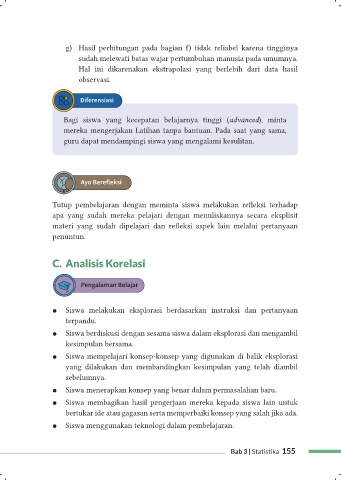 g) Hasil perhitungan pada bagian f) tidak reliabel karena tingginya
sudah melewati batas wajar pertumbuhan manusia pada umumnya.
Hal ini dikarenakan ekstrapolasi yang berlebih dari data hasil
observasi.
Diferensiasi
Bagi siswa yang kecepatan belajarnya tinggi (advanced), minta
mereka mengerjakan Latihan tanpa bantuan. Pada saat yang sama,
guru dapat mendampingi siswa yang mengalami kesulitan.
Ayo Berefleksi
Tutup pembelajaran dengan meminta siswa melakukan refleksi terhadap
apa yang sudah mereka pelajari dengan menuliskannya secara eksplisit
materi yang sudah dipelajari dan refleksi aspek lain melalui pertanyaan
penuntun.
C. Analisis Korelasi
Pengalaman Belajar
● Siswa melakukan eksplorasi berdasarkan instruksi dan pertanyaan
terpandu.
● Siswa berdiskusi dengan sesama siswa dalam eksplorasi dan mengambil
kesimpulan bersama.
● Siswa mempelajari konsep-konsep yang digunakan di balik eksplorasi
yang dilakukan dan membandingkan kesimpulan yang telah diambil
sebelumnya.
● Siswa menerapkan konsep yang benar dalam permasalahan baru.
● Siswa membagikan hasil pengerjaan mereka kepada siswa lain untuk
bertukar ide atau gagasan serta memperbaiki konsep yang salah jika ada.
● Siswa menggunakan teknologi dalam pembelajaran.
Bab 3 | Statistika 155